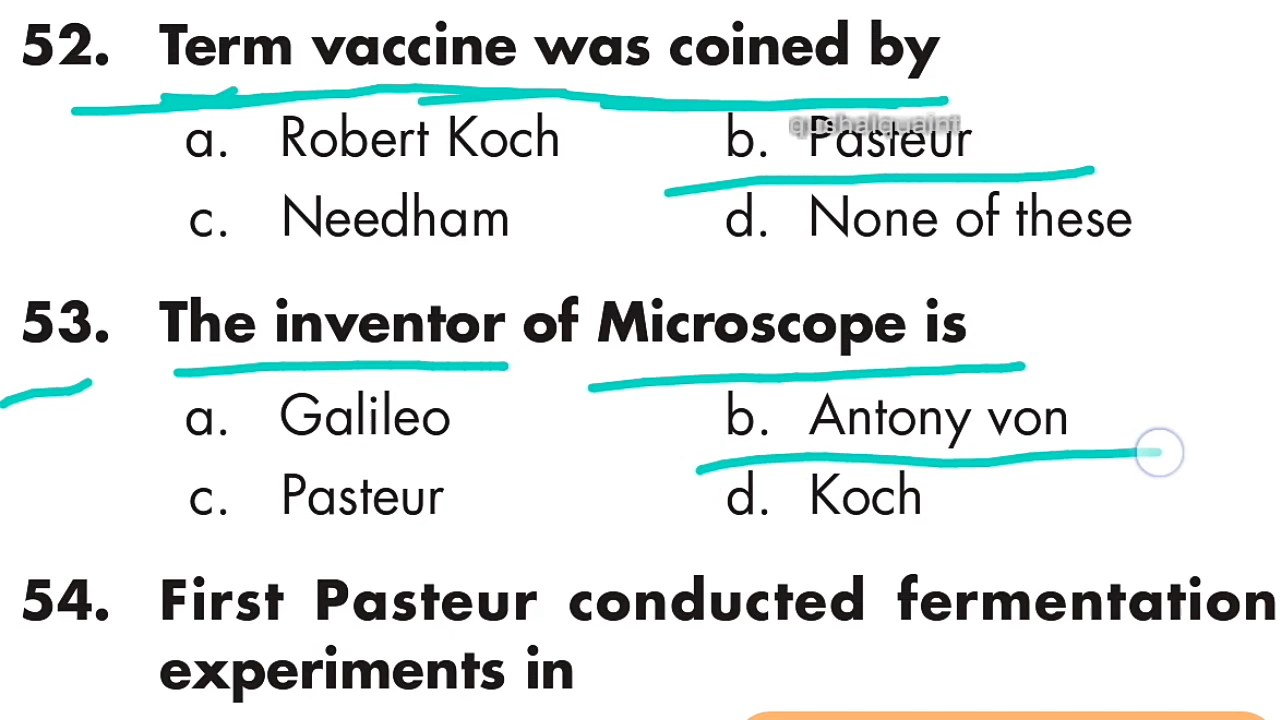 52. Term vaccine was coined by
a. Robert Koch b. Pasteur
c. Needham d. None of these
53. The inventor of Microscope is
a. Galileo b. Antony von
c. Pasteur d. Koch
54. First Pasteur conducted fermentation
experiments in